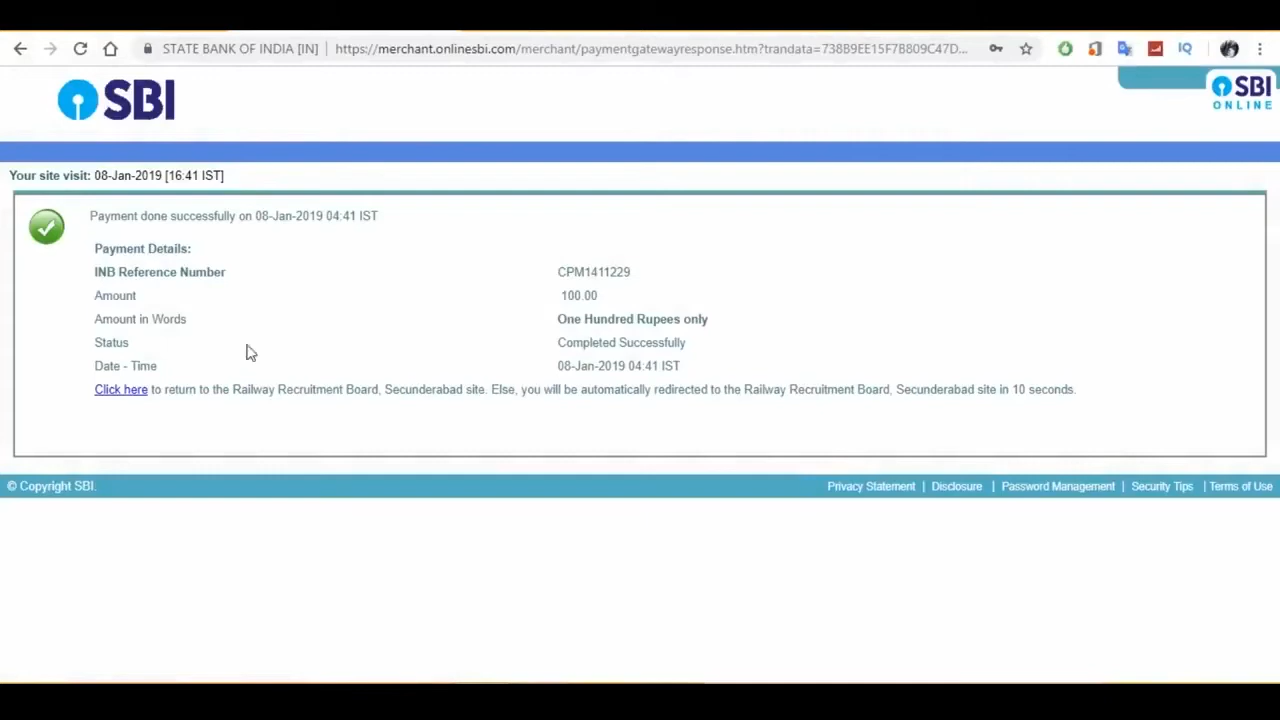 STATE BANK OF INDIA [IN] https://merchant.onlinesbi.com/merchant/paymentgatewayresponse.htm?trandata=738B9EE15F7B809C47D...
IQ
SBI
SBI
ONLINE
Your site visit: 08-Jan-2019 [16:41 IST]
Payment done successfully on 08-Jan-2019 04:41 IST
Payment Details:
INB Reference Number CPM1411229
Amount 100.00
Amount in Words One Hundred Rupees only
Status Completed Successfully
Date - Time 08-Jan-2019 04:41 IST
Click here to return to the Railway Recruitment Board, Secunderabad site. Else, you will be automatically redirected to the Railway Recruitment Board, Secunderabad site in 10 seconds.
© Copyright SBI. Privacy Statement | Disclosure | Password Management | Security Tips | Terms of Use